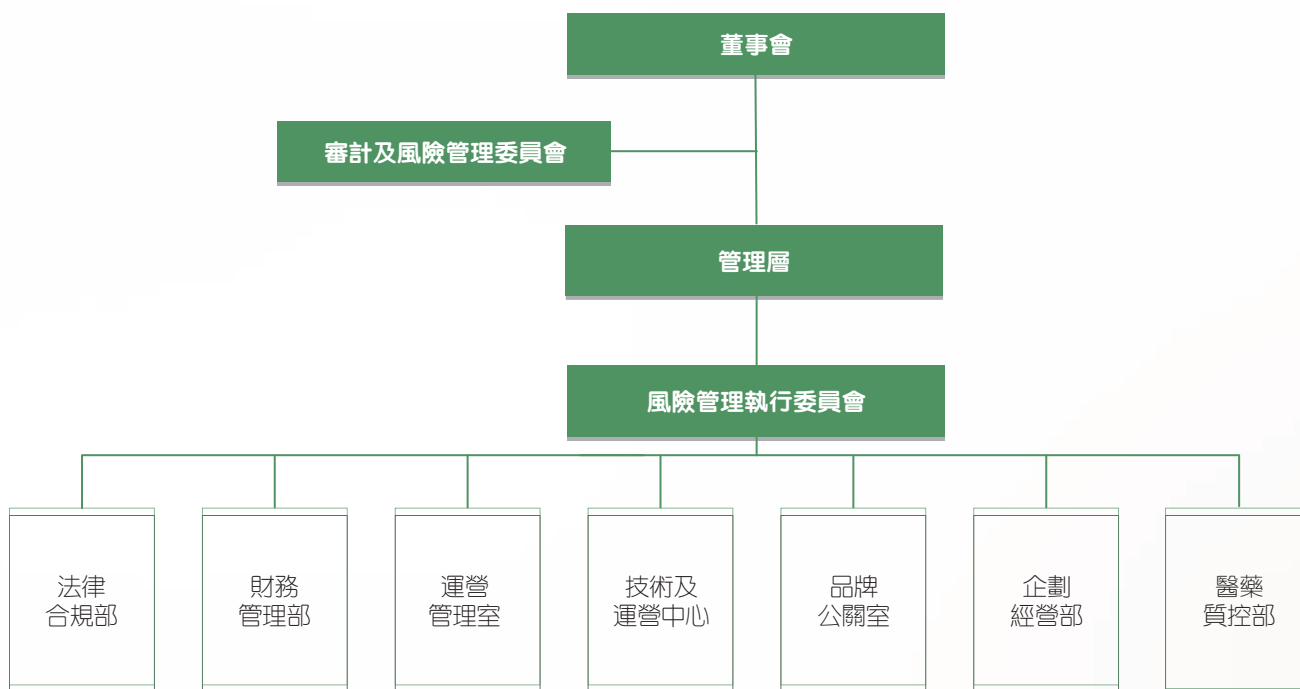 董事會
審計及風險管理委員會
管理層
風險管理執行委員會
法律
合規部
財務
管理部
運營
管理室
技術及
運營中心
品牌
公關室
企劃
經營部
醫藥
質控部